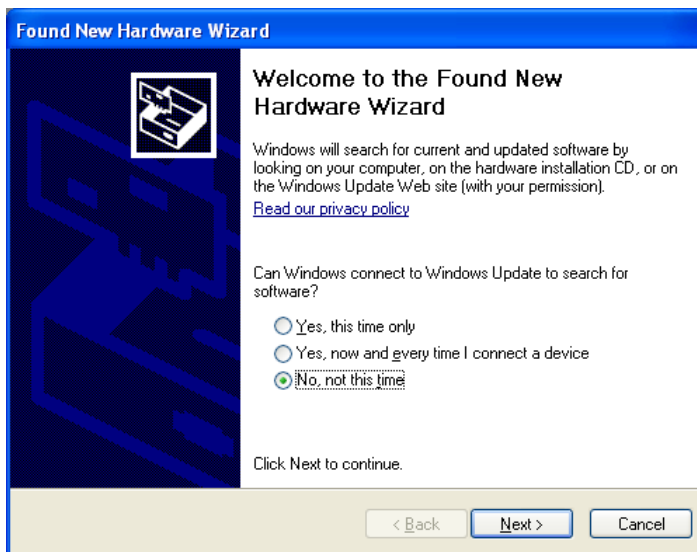 Found New Hardware Wizard
Welcome to the Found New
Hardware Wizard
Windows will search for current and updated software by
looking on your computer, on the hardware installation CD, or on
the Windows Update Web site (with your permission).
Read our privacy policy
Can Windows connect to Windows Update to search for
software?
Yes, this time only
Yes, now and every time I connect a device
No, not this time
Click Next to continue.
< Back
Next >
Cancel